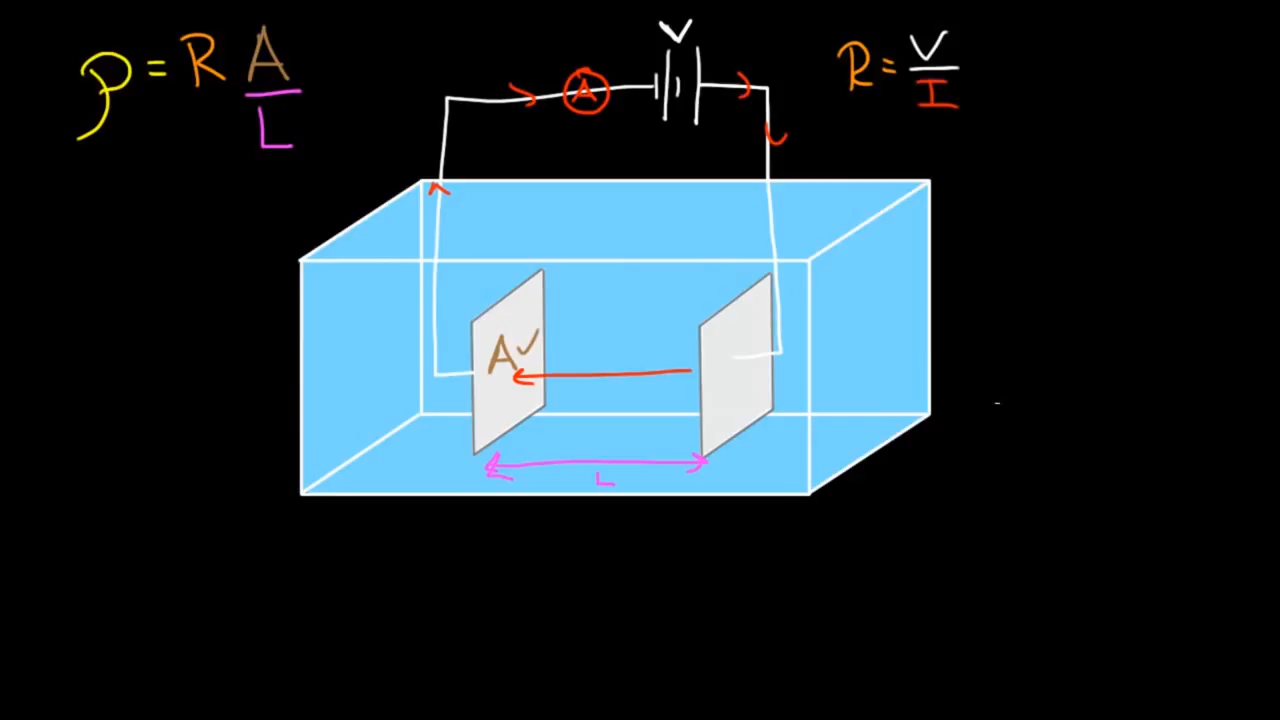 ρ = R A / L
V
A
R = V / I
A
L